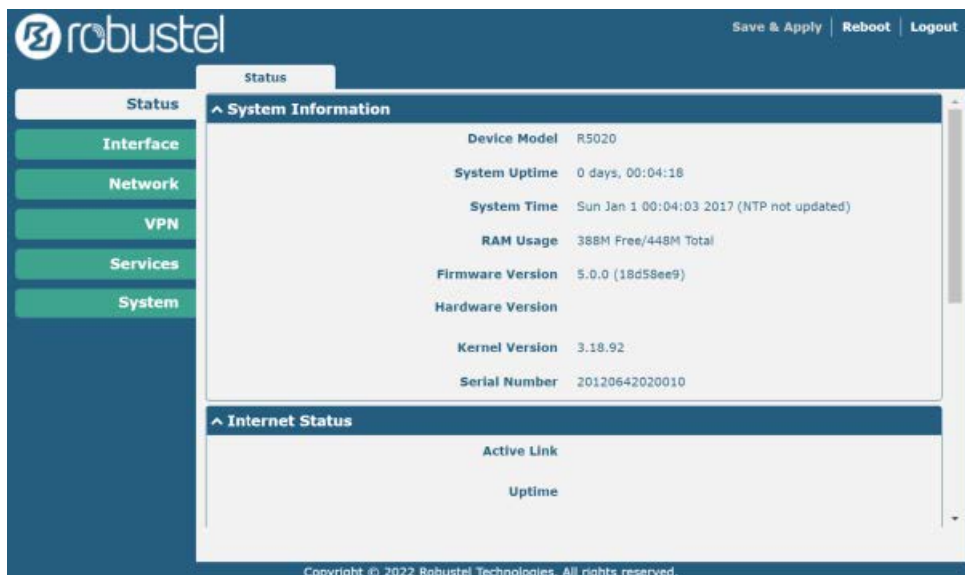 robustel
Save & Apply | Reboot | Logout
Status
Status
Interface
Network
VPN
Services
System
System Information
Device Model R5020
System Uptime 0 days, 00:04:18
System Time Sun Jan 1 00:04:03 2017 (NTP not updated)
RAM Usage 388M Free/448M Total
Firmware Version 5.0.0 (18d58ee9)
Hardware Version
Kernel Version 3.18.92
Serial Number 20120642020010
Internet Status
Active Link
Uptime
Copyright © 2022 Robustel Technologies. All rights reserved.